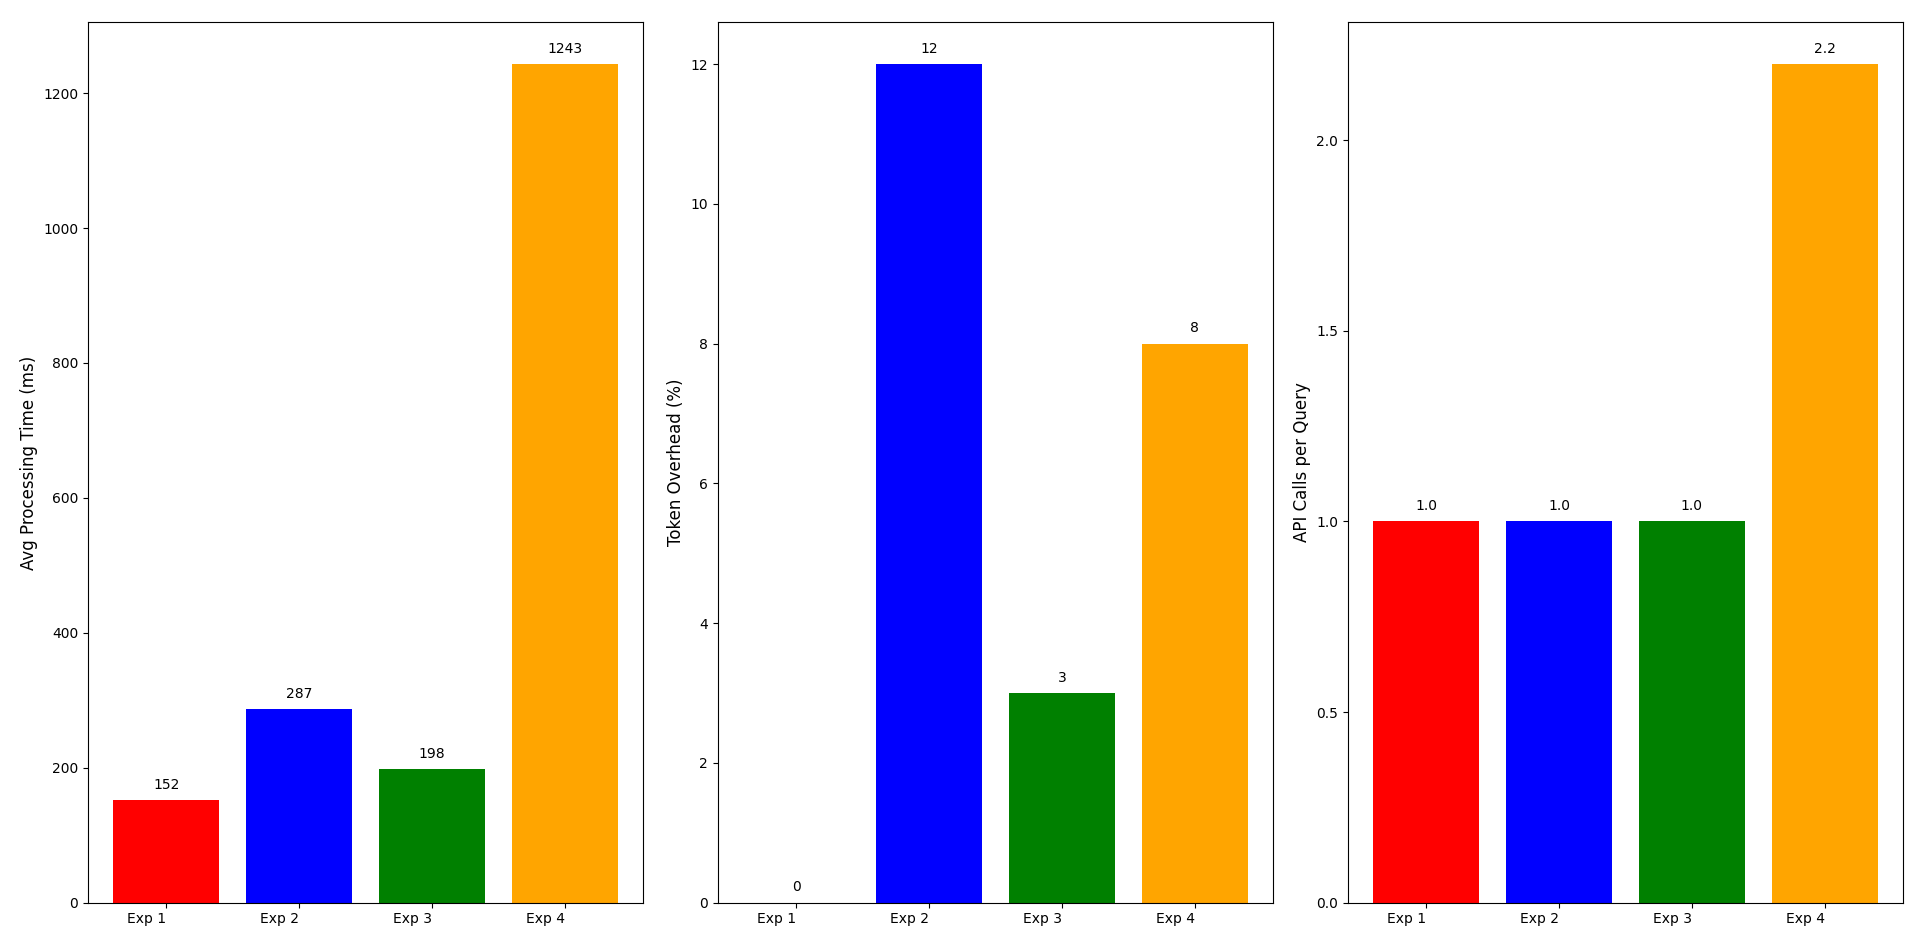 Avg Processing Time (ms)
1200
1000
800
600
400
200
0
1243
287
198
152
Exp 1
Exp 2
Exp 3
Exp 4
Token Overhead (%)
12
10
8
6
4
2
0
12
8
3
0
Exp 1
Exp 2
Exp 3
Exp 4
API Calls per Query
2.0
1.5
1.0
0.5
0.0
2.2
1.0
1.0
1.0
Exp 1
Exp 2
Exp 3
Exp 4